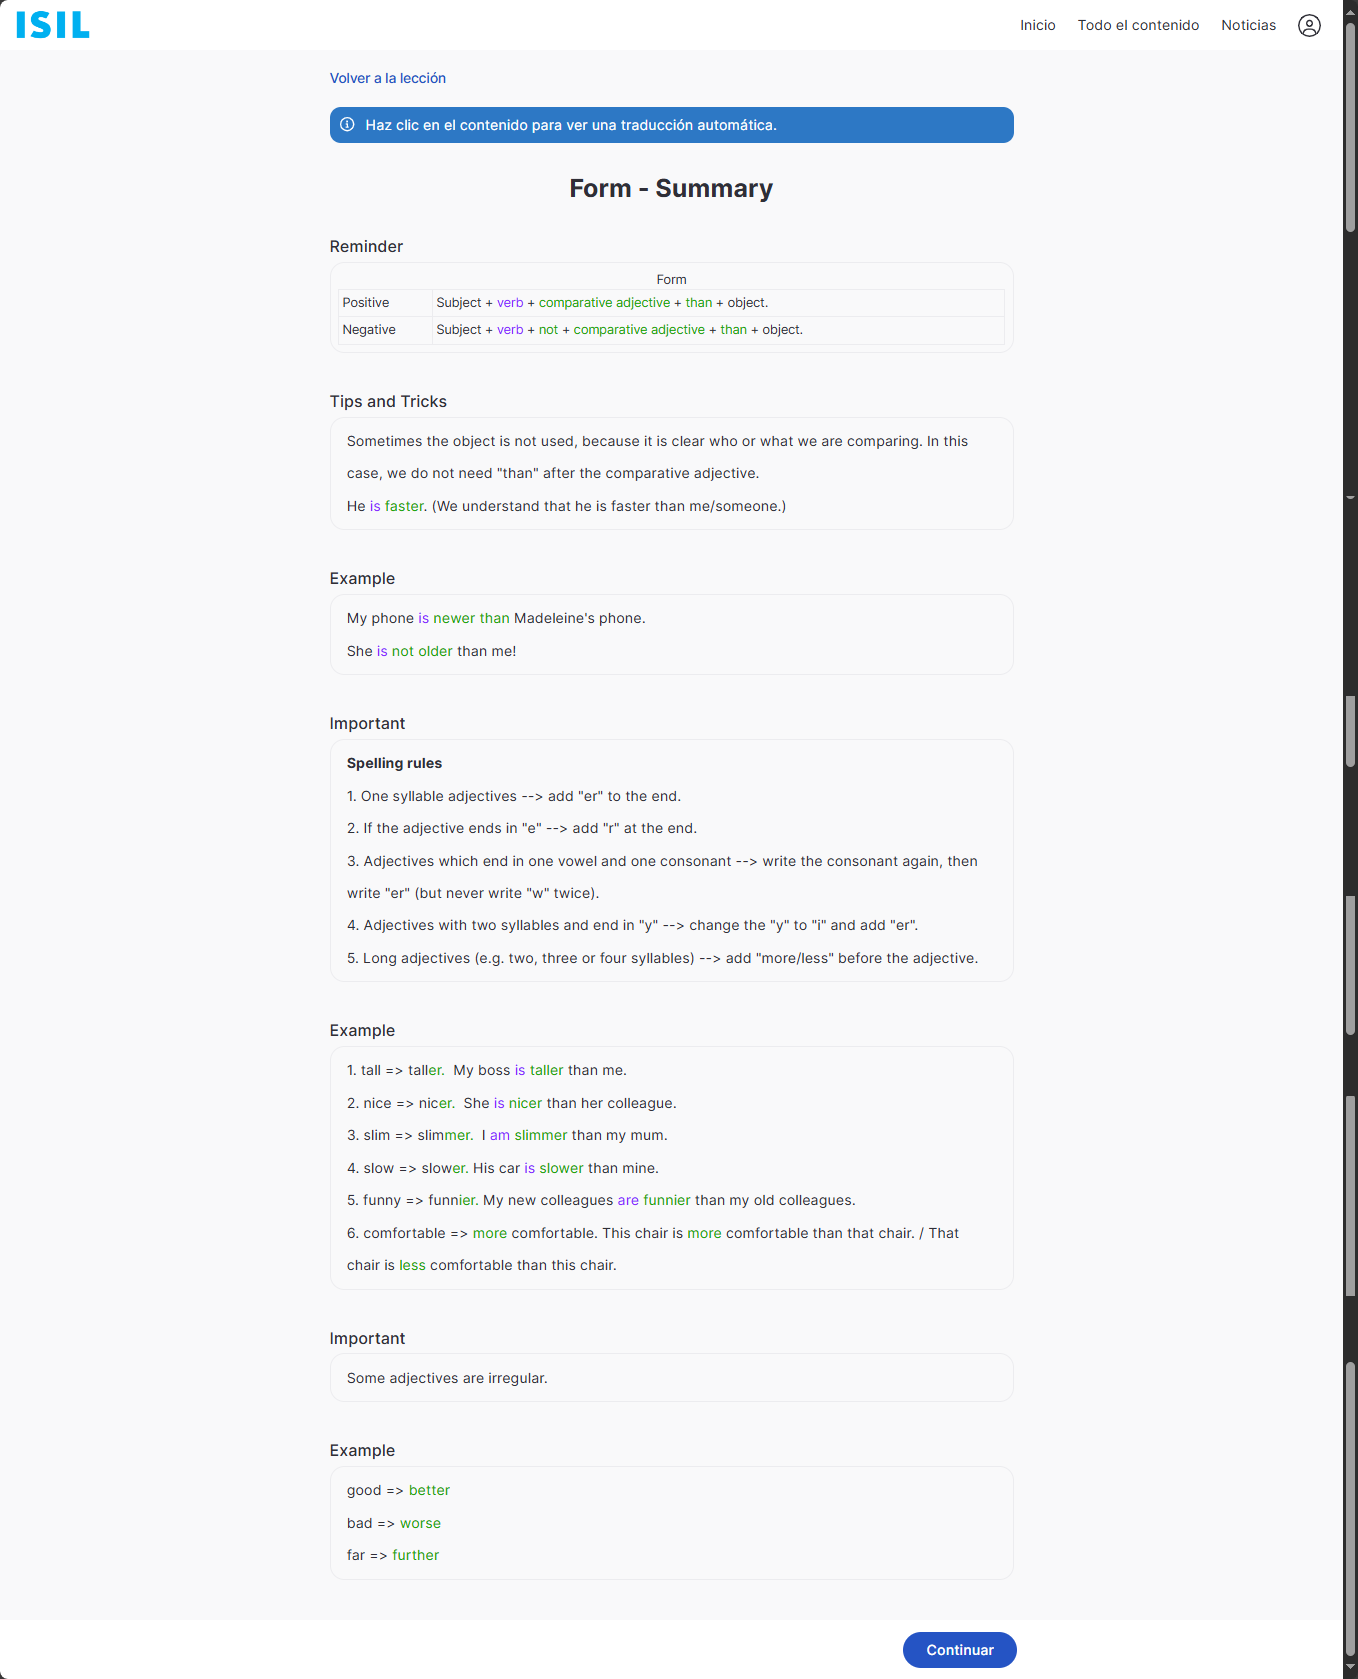 ISIL
Inicio Todo el contenido Noticias
Volver a la lección
Haz clic en el contenido para ver una traducción automática.
Form - Summary
Reminder
Form
Positive Subject + verb + comparative adjective + than + object.
Negative Subject + verb + not + comparative adjective + than + object.
Tips and Tricks
Sometimes the object is not used, because it is clear who or what we are comparing. In this
case, we do not need "than" after the comparative adjective.
He is faster. (We understand that he is faster than me/someone.)
Example
My phone is newer than Madeleine's phone.
She is not older than me!
Important
Spelling rules
1. One syllable adjectives --> add "er" to the end.
2. If the adjective ends in "e" --> add "r" at the end.
3. Adjectives which end in one vowel and one consonant --> write the consonant again, then
write "er" (but never write "w" twice).
4. Adjectives with two syllables and end in "y" --> change the "y" to "i" and add "er".
5. Long adjectives (e.g. two, three or four syllables) --> add "more/less" before the adjective.
Example
1. tall => taller. My boss is taller than me.
2. nice => nicer. She is nicer than her colleague.
3. slim => slimmer. I am slimmer than my mum.
4. slow => slower. His car is slower than mine.
5. funny => funnier. My new colleagues are funnier than my old colleagues.
6. comfortable => more comfortable. This chair is more comfortable than that chair. / That
chair is less comfortable than this chair.
Important
Some adjectives are irregular.
Example
good => better
bad => worse
far => further
Continuar